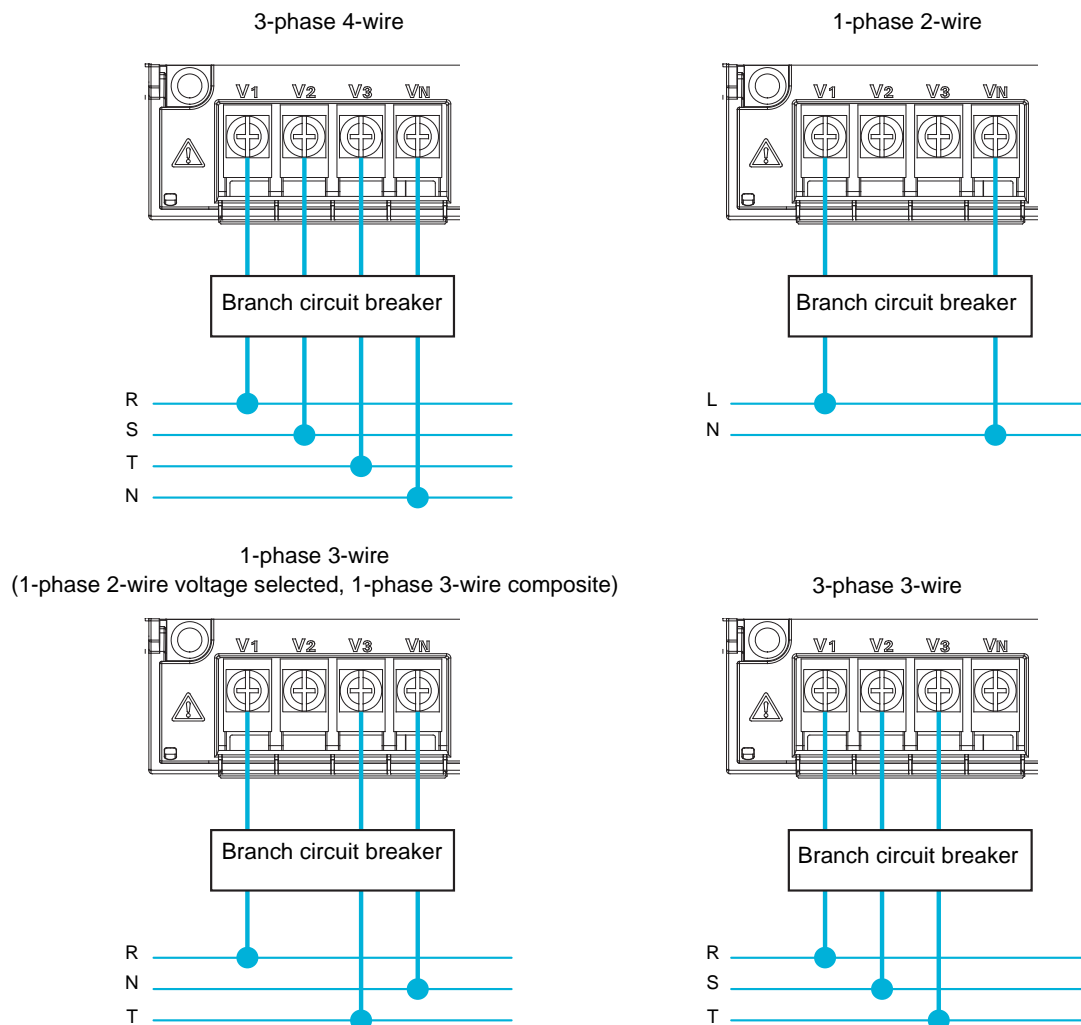 3-phase 4-wire
V1 V2 V3 VN
Branch circuit breaker
R
S
T
N
1-phase 2-wire
V1 V2 V3 VN
Branch circuit breaker
L
N
1-phase 3-wire
(1-phase 2-wire voltage selected, 1-phase 3-wire composite)
V1 V2 V3 VN
Branch circuit breaker
R
N
T
3-phase 3-wire
V1 V2 V3 VN
Branch circuit breaker
R
S
T